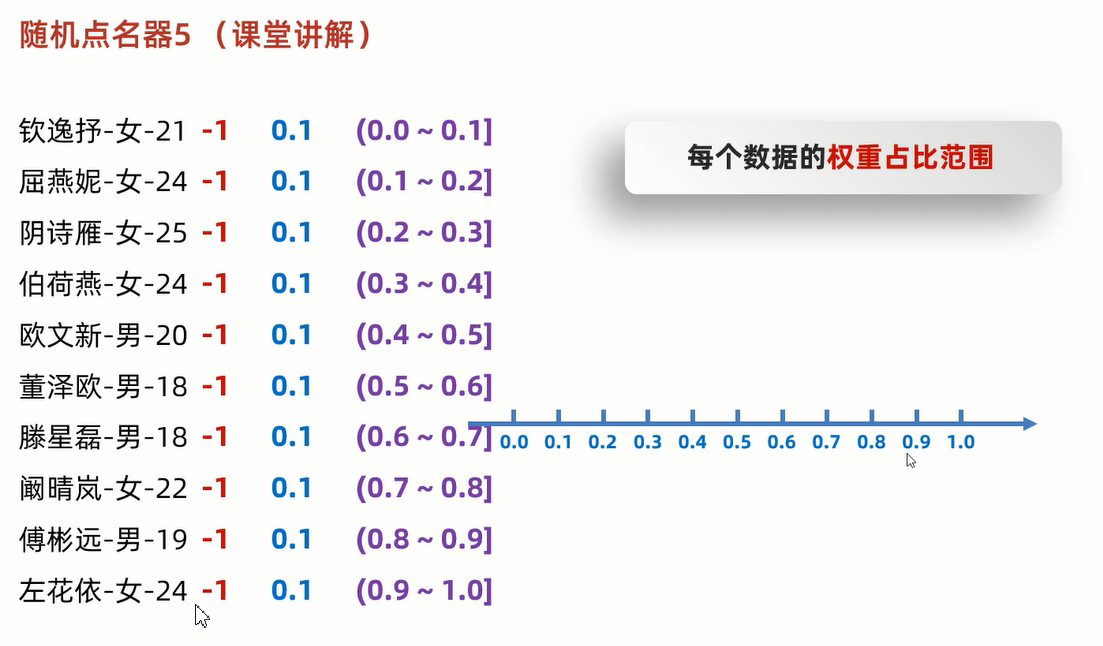 随机点名器5 （课堂讲解）
钦逸抒-女-21 -1 0.1 (0.0 ~ 0.1]
每个数据的权重占比范围
屈燕妮-女-24 -1 0.1 (0.1 ~ 0.2]
阴诗雁-女-25 -1 0.1 (0.2 ~ 0.3]
伯荷燕-女-24 -1 0.1 (0.3 ~ 0.4]
欧文新-男-20 -1 0.1 (0.4 ~ 0.5]
董泽欧-男-18 -1 0.1 (0.5 ~ 0.6]
滕星磊-男-18 -1 0.1 (0.6 ~ 0.7]
0.0 0.1 0.2 0.3 0.4 0.5 0.6 0.7 0.8 0.9 1.0
阚晴岚-女-22 -1 0.1 (0.7 ~ 0.8]
傅彬远-男-19 -1 0.1 (0.8 ~ 0.9]
左花依-女-24 -1 0.1 (0.9 ~ 1.0]